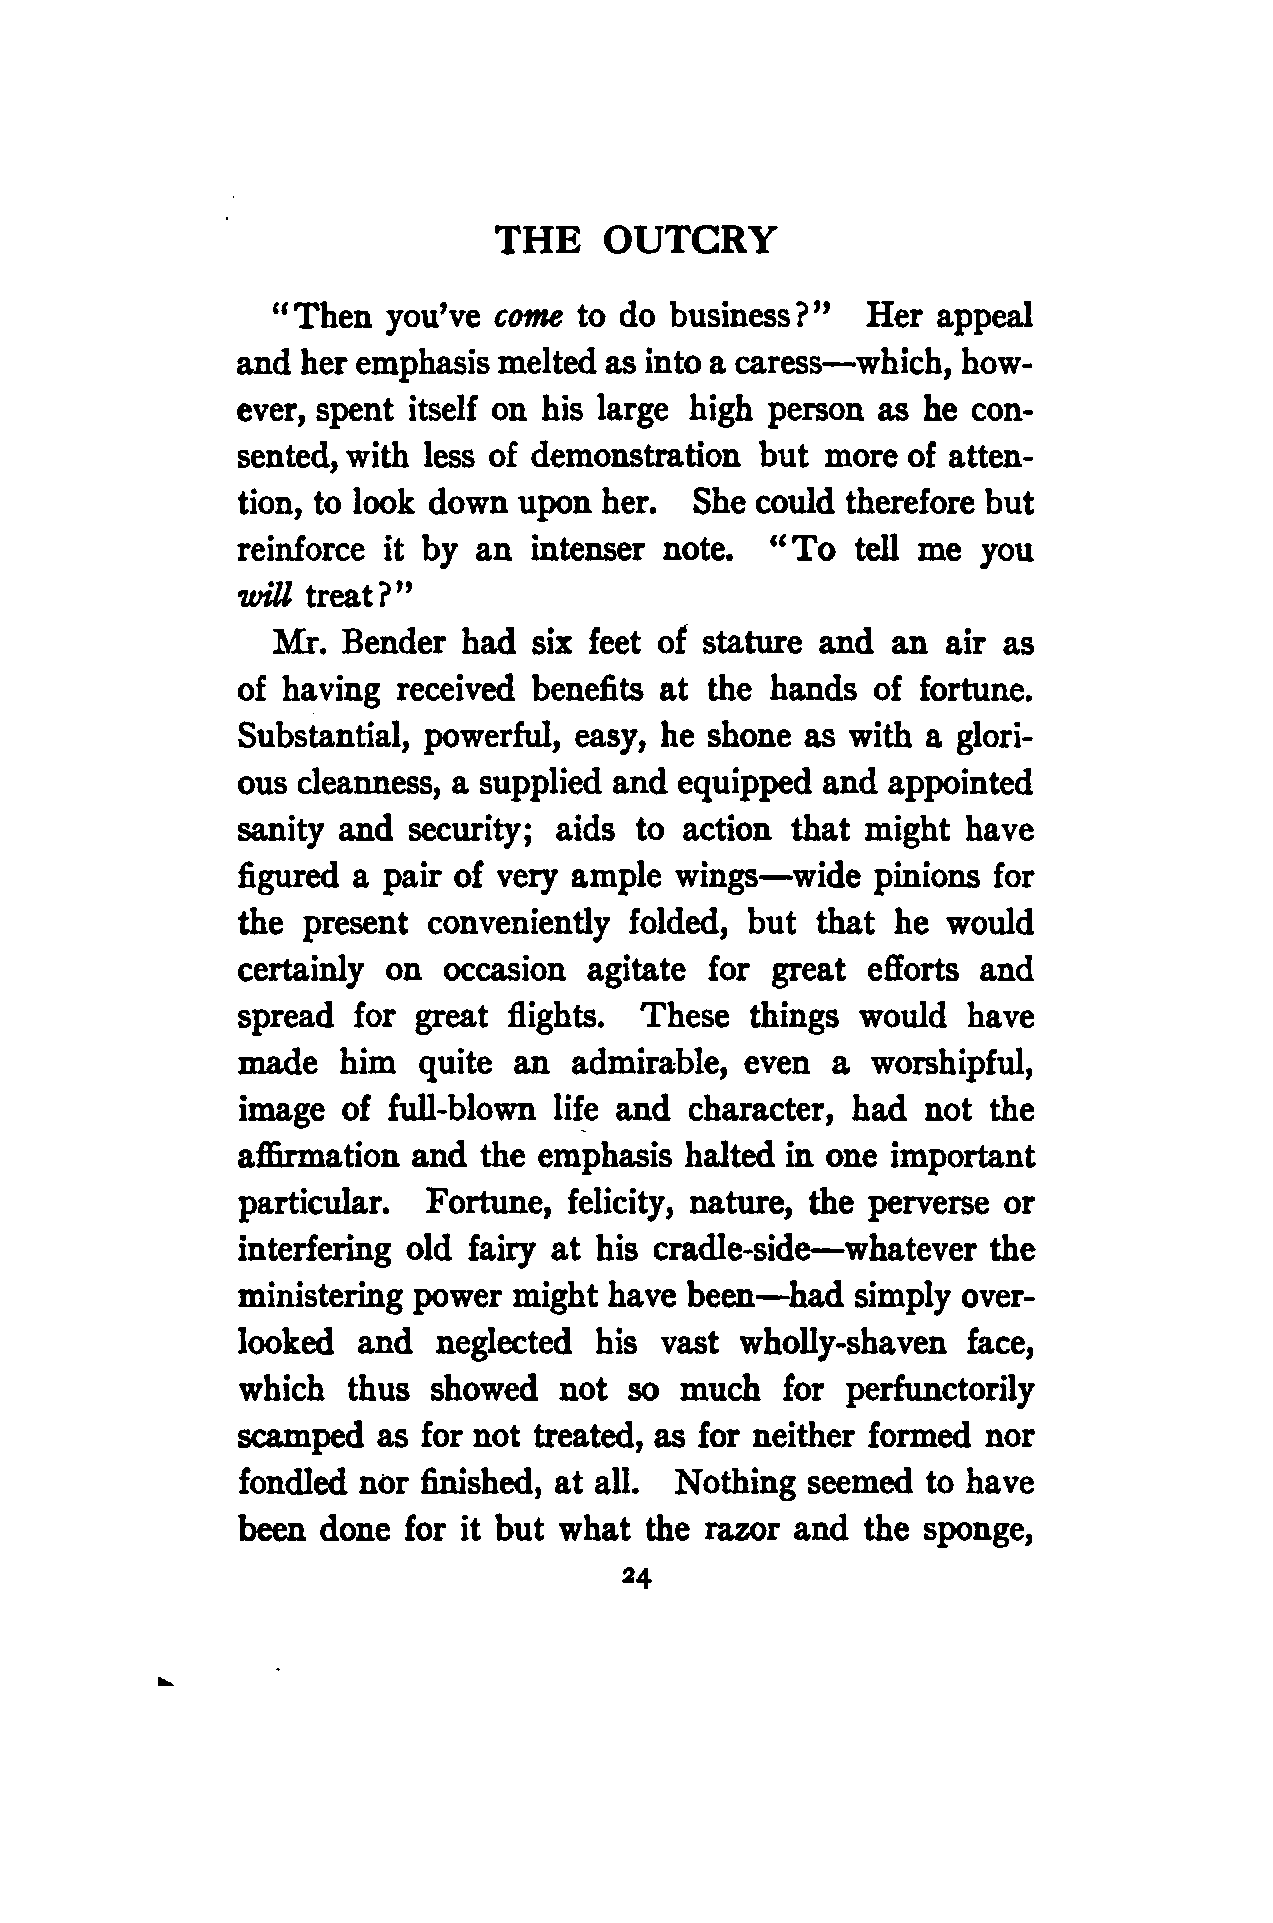 THE OUTCRY
"Then you've come to do business?" Her appeal
and her emphasis melted as into a caress—which, how-
ever, spent itself on his large high person as he con-
sented, with less of demonstration but more of atten-
tion, to look down upon her. She could therefore but
reinforce it by an intenser note. "To tell me you
will treat?"
Mr. Bender had six feet of stature and an air as
of having received benefits at the hands of fortune.
Substantial, powerful, easy, he shone as with a glori-
ous cleanness, a supplied and equipped and appointed
sanity and security; aids to action that might have
figured a pair of very ample wings—wide pinions for
the present conveniently folded, but that he would
certainly on occasion agitate for great efforts and
spread for great flights. These things would have
made him quite an admirable, even a worshipful,
image of full-blown life and character, had not the
affirmation and the emphasis halted in one important
particular. Fortune, felicity, nature, the perverse or
interfering old fairy at his cradle-side—whatever the
ministering power might have been—had simply over-
looked and neglected his vast wholly-shaven face,
which thus showed not so much for perfunctorily
scamped as for not treated, as for neither formed nor
fondled nor finished, at all. Nothing seemed to have
been done for it but what the razor and the sponge,
24